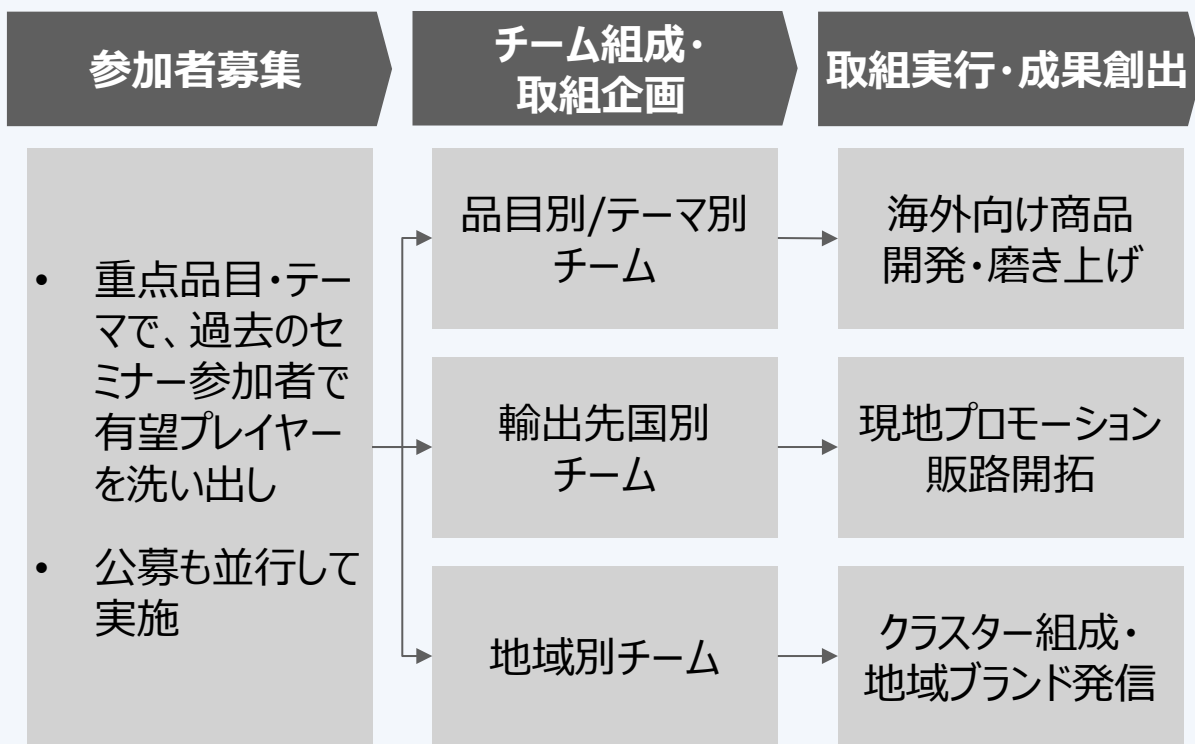 参加者募集
チーム組成・
取組企画
取組実行・成果創出
• 重点品目・テー
マで、過去のセ
ミナー参加者で
有望プレイヤー
を洗い出し
• 公募も並行して
実施
品目別/テーマ別
チーム
海外向け商品
開発・磨き上げ
輸出先国別
チーム
現地プロモーション
販路開拓
地域別チーム
クラスター組成・
地域ブランド発信